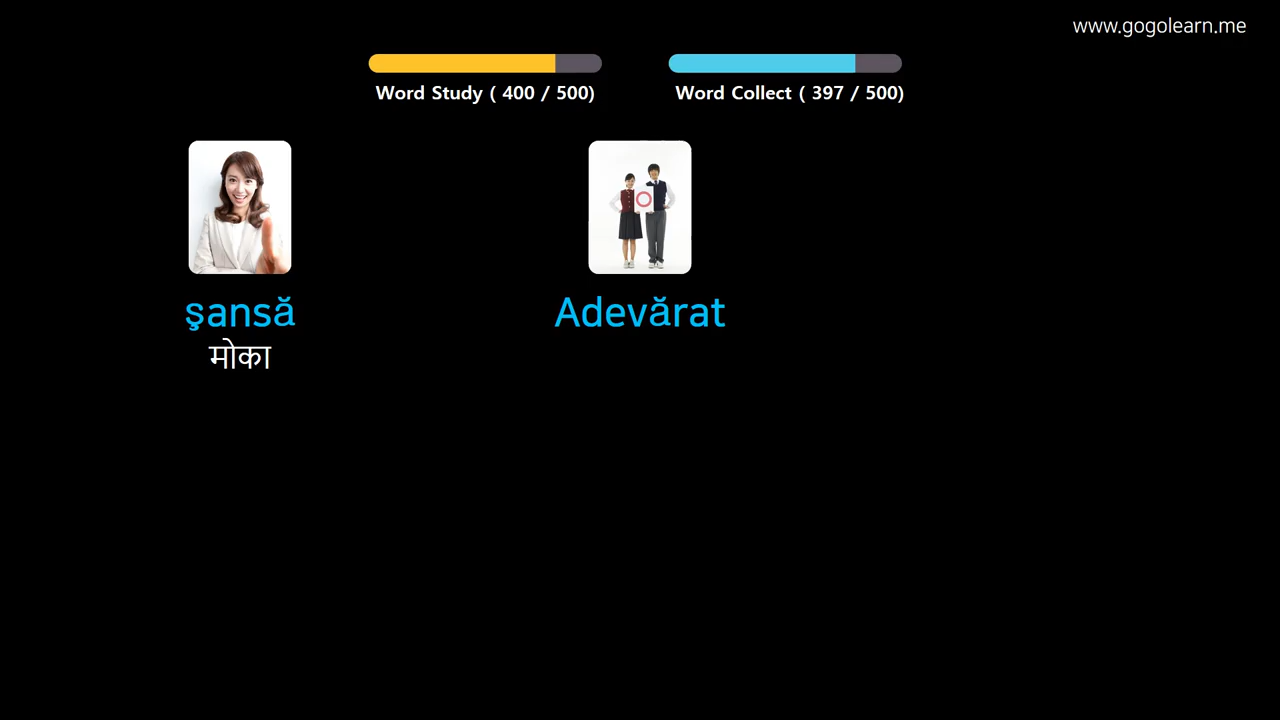 www.gogolearn.me
Word Study ( 400 / 500)
Word Collect ( 397 / 500)
şansă
Adevărat
मोका